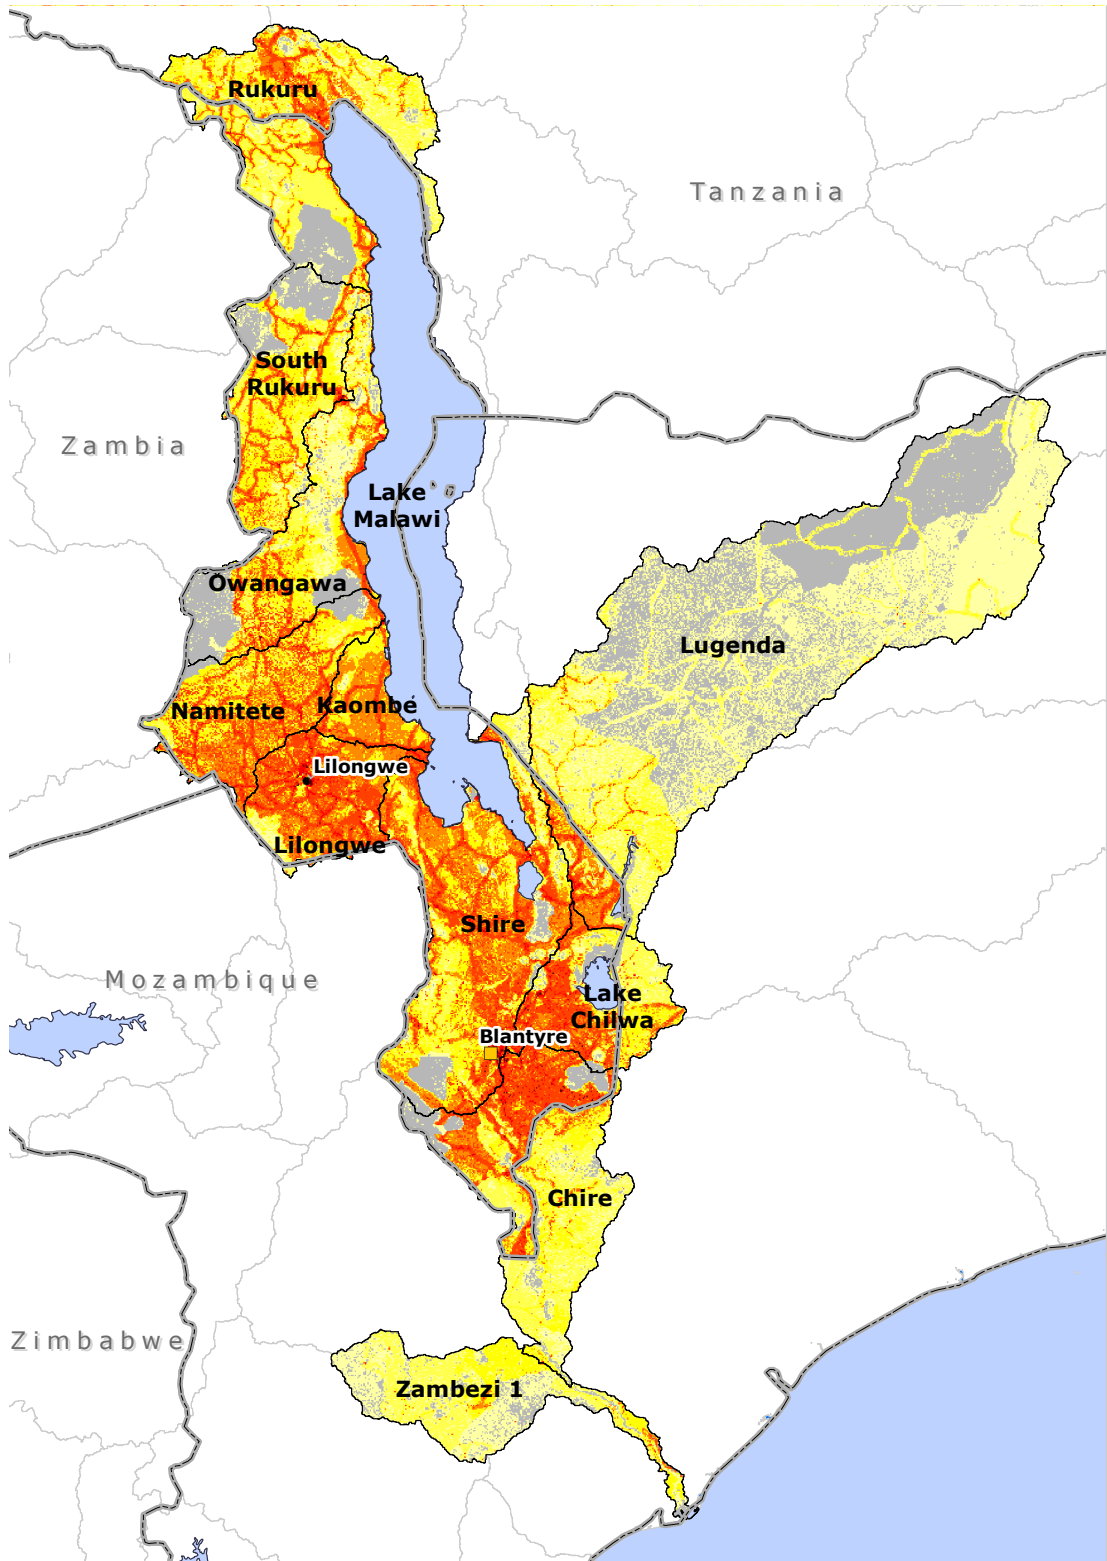 Rukuru
Tanzania
South
Rukuru
Zambia
Lake
Malawi
Owangawa
Lugenda
Namitete
Kaombe
Lilongwe
Lilongwe
Shire
Mozambique
Lake
Chilwa
Blantyre
Chire
Zimbabwe
Zambezi 1